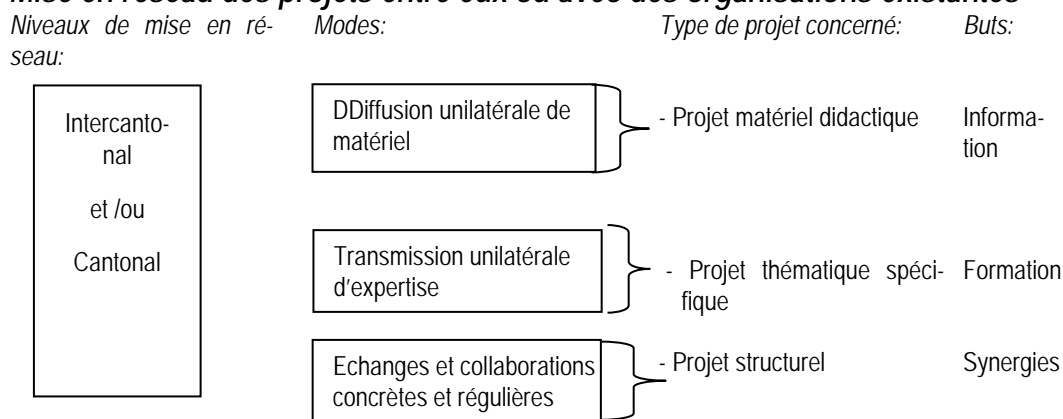 Mise en réseau des projets entre eux ou avec des organisations existantes
Niveaux de mise en ré-
seau:
Modes:
Type de projet concerné:
Buts:
Intercanto-
nal
et /ou
Cantonal
DDiffusion unilatérale de
matériel
- Projet matériel didactique
Informa-
tion
Transmission unilatérale
d'expertise
- Projet thématique spéci-
fique
Formation
Echanges et collaborations
concrètes et régulières
- Projet structurel
Synergies